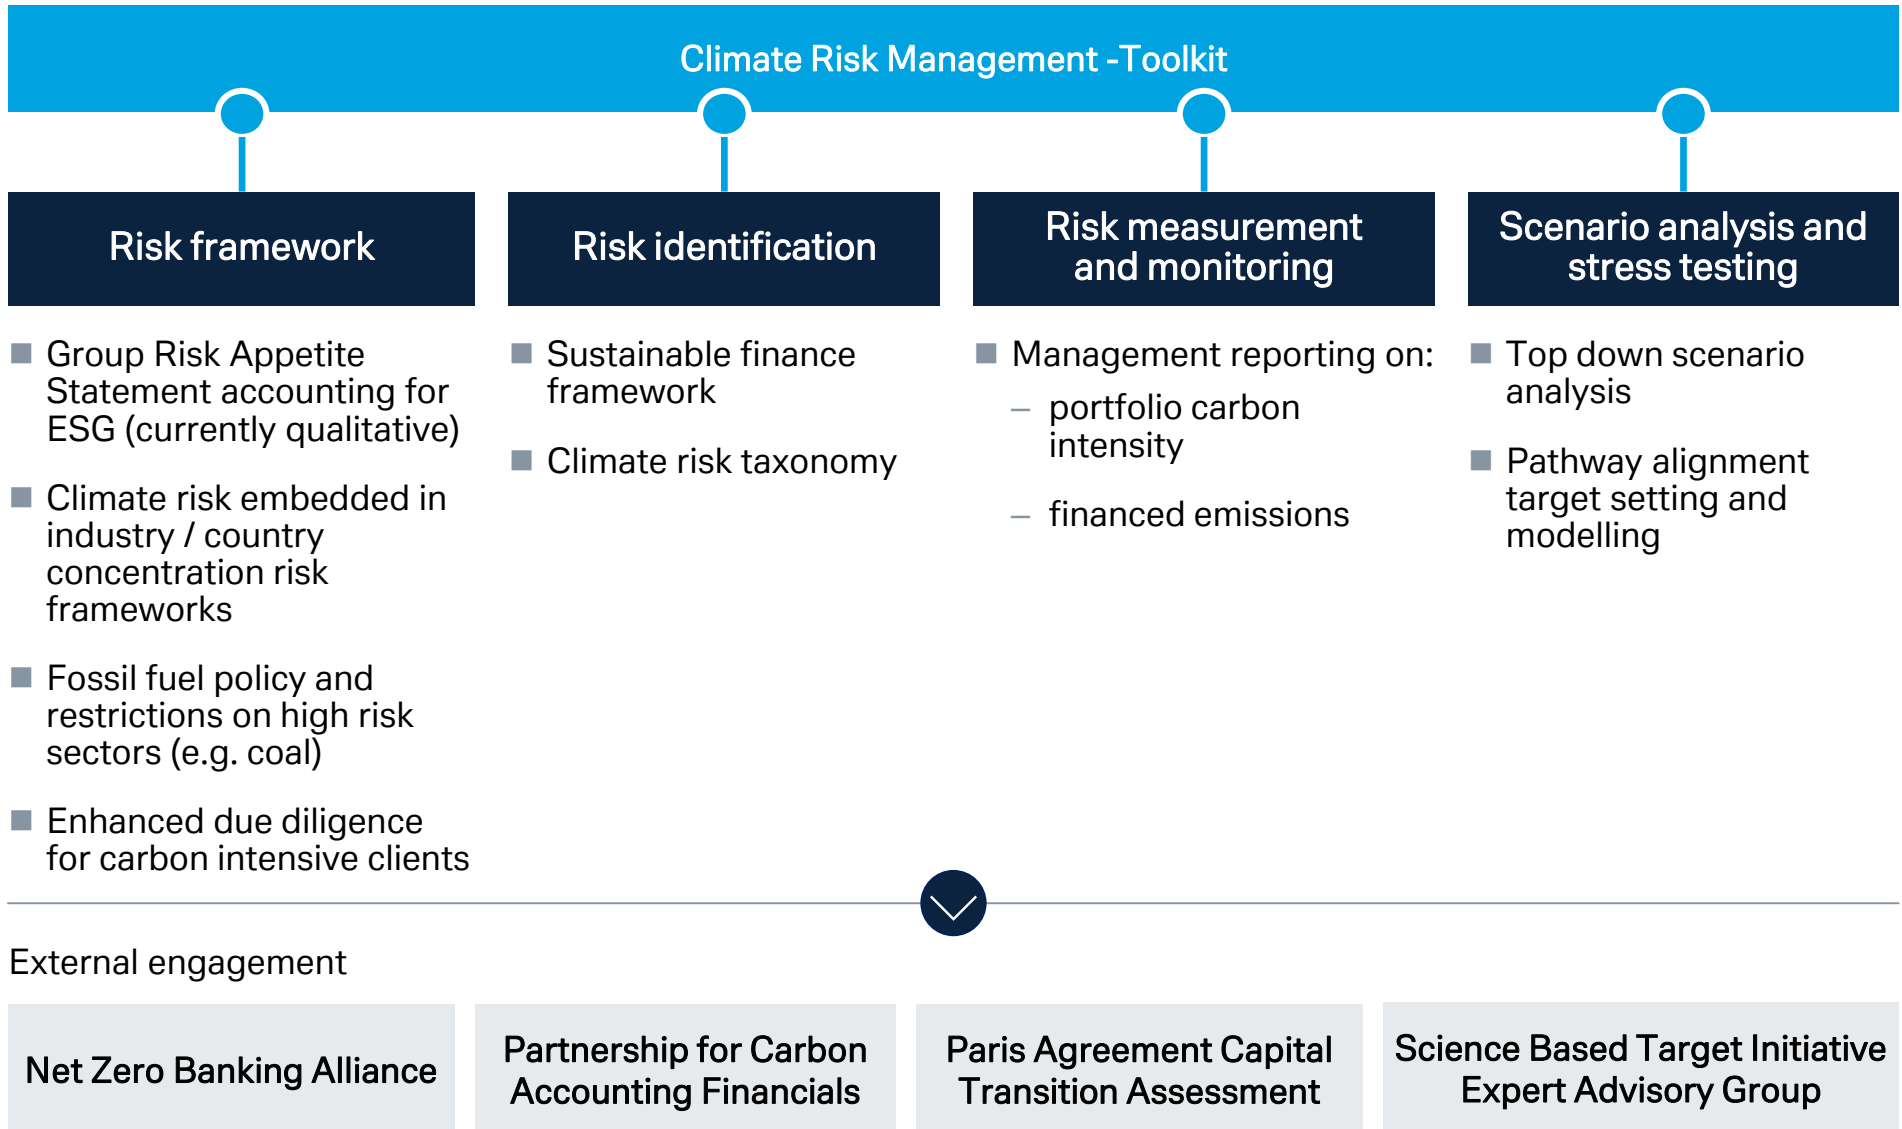 Climate Risk Management -Toolkit
Risk framework
Group Risk Appetite
Statement accounting for
ESG (currently qualitative)
Climate risk embedded in
industry / country
concentration risk
frameworks
Fossil fuel policy and
restrictions on high risk
sectors (e.g. coal)
Enhanced due diligence
for carbon intensive clients
Risk identification
Sustainable finance
framework
Climate risk taxonomy
Risk measurement
and monitoring
Management reporting on:
– portfolio carbon
intensity
– financed emissions
Scenario analysis and
stress testing
Top down scenario
analysis
Pathway alignment
target setting and
modelling
External engagement
Net Zero Banking Alliance
Partnership for Carbon
Accounting Financials
Paris Agreement Capital
Transition Assessment
Science Based Target Initiative
Expert Advisory Group